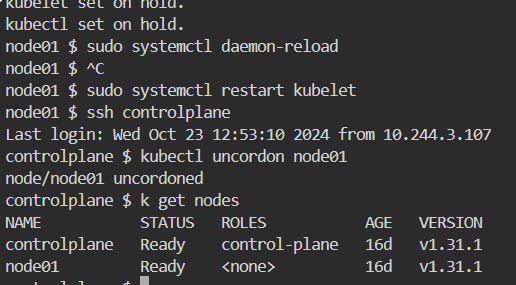 kubelet set on hold.
kubectl set on hold.
node01 $ sudo systemctl daemon-reload
node01 $ ^C
node01 $ sudo systemctl restart kubelet
node01 $ ssh controlplane
Last login: Wed Oct 23 12:53:10 2024 from 10.244.3.107
controlplane $ kubectl uncordon node01
node/node01 uncordoned
controlplane $ k get nodes
NAME STATUS ROLES AGE VERSION
controlplane Ready control-plane 16d v1.31.1
node01 Ready <none> 16d v1.31.1
controlplane $